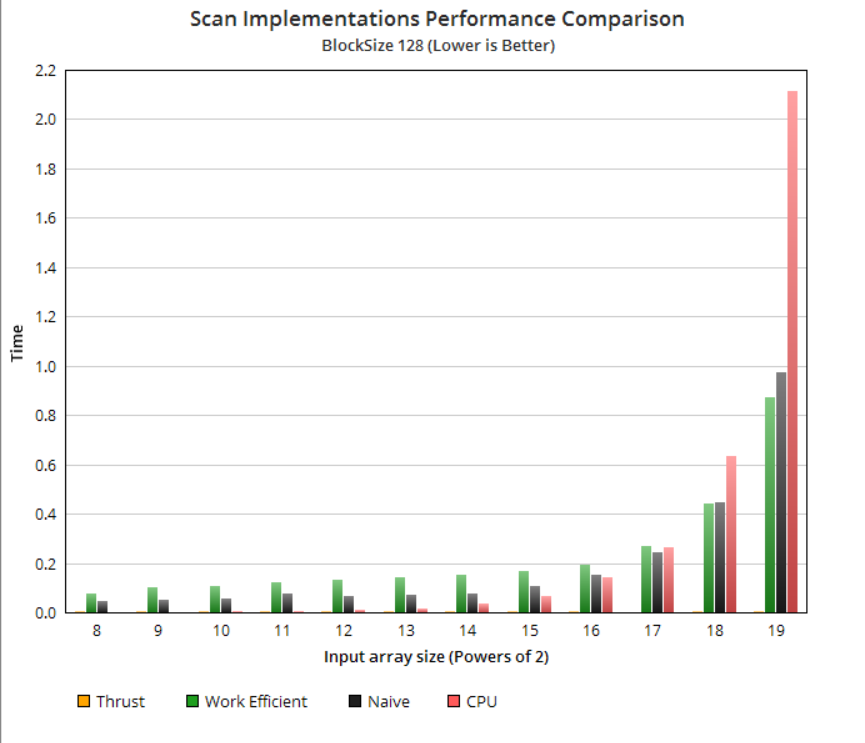 Scan Implementations Performance Comparison
BlockSize 128 (Lower is Better)
2.2
2.0
1.8
1.6
1.4
1.2
1.0
0.8
0.6
0.4
0.2
0.0
Time
8 9 10 11 12 13 14 15 16 17 18 19
Input array size (Powers of 2)
Thrust Work Efficient Naive CPU